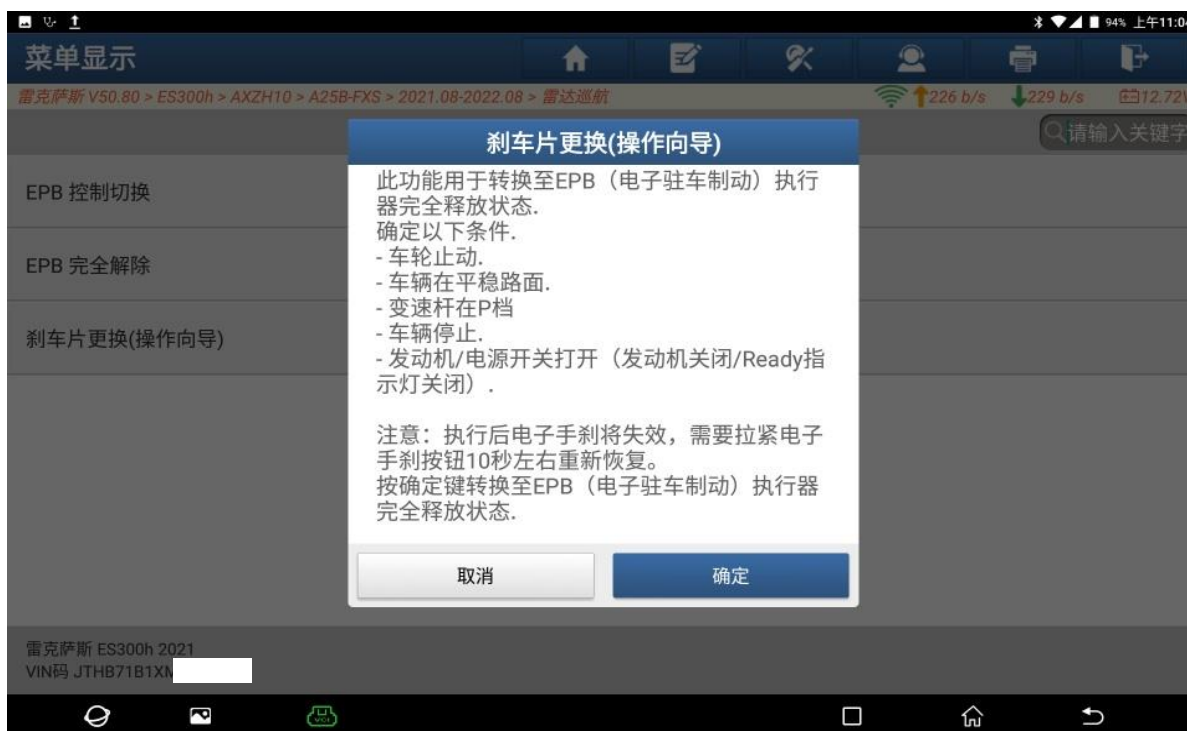 94% 上午11:04
菜单显示
雷克萨斯 V50.80 > ES300h > AXZH10 > A25B-FXS > 2021.08-2022.08 > 雷达巡航
226 b/s 229 b/s 12.72V
请输入关键字
刹车片更换(操作向导)
EPB 控制切换
EPB 完全解除
刹车片更换(操作向导)
此功能用于转换至EPB（电子驻车制动）执行
器完全释放状态.
确定以下条件.
- 车轮止动.
- 车辆在平稳路面.
- 变速杆在P档
- 车辆停止.
- 发动机/电源开关打开（发动机关闭/Ready指
示灯关闭）.
注意：执行后电子手刹将失效，需要拉紧电子
手刹按钮10秒左右重新恢复。
按确定键转换至EPB（电子驻车制动）执行器
完全释放状态.
取消
确定
雷克萨斯 ES300h 2021
VIN码 JTHB71B1XM
VCI